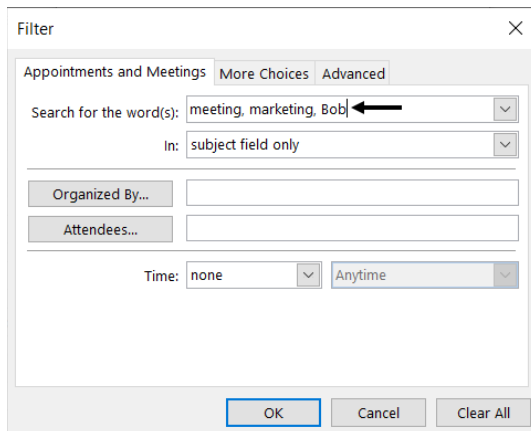 Filter
Appointments and Meetings More Choices Advanced
Search for the word(s): meeting, marketing, Bob
In: subject field only
Organized By...
Attendees...
Time: none Anytime
OK Cancel Clear All